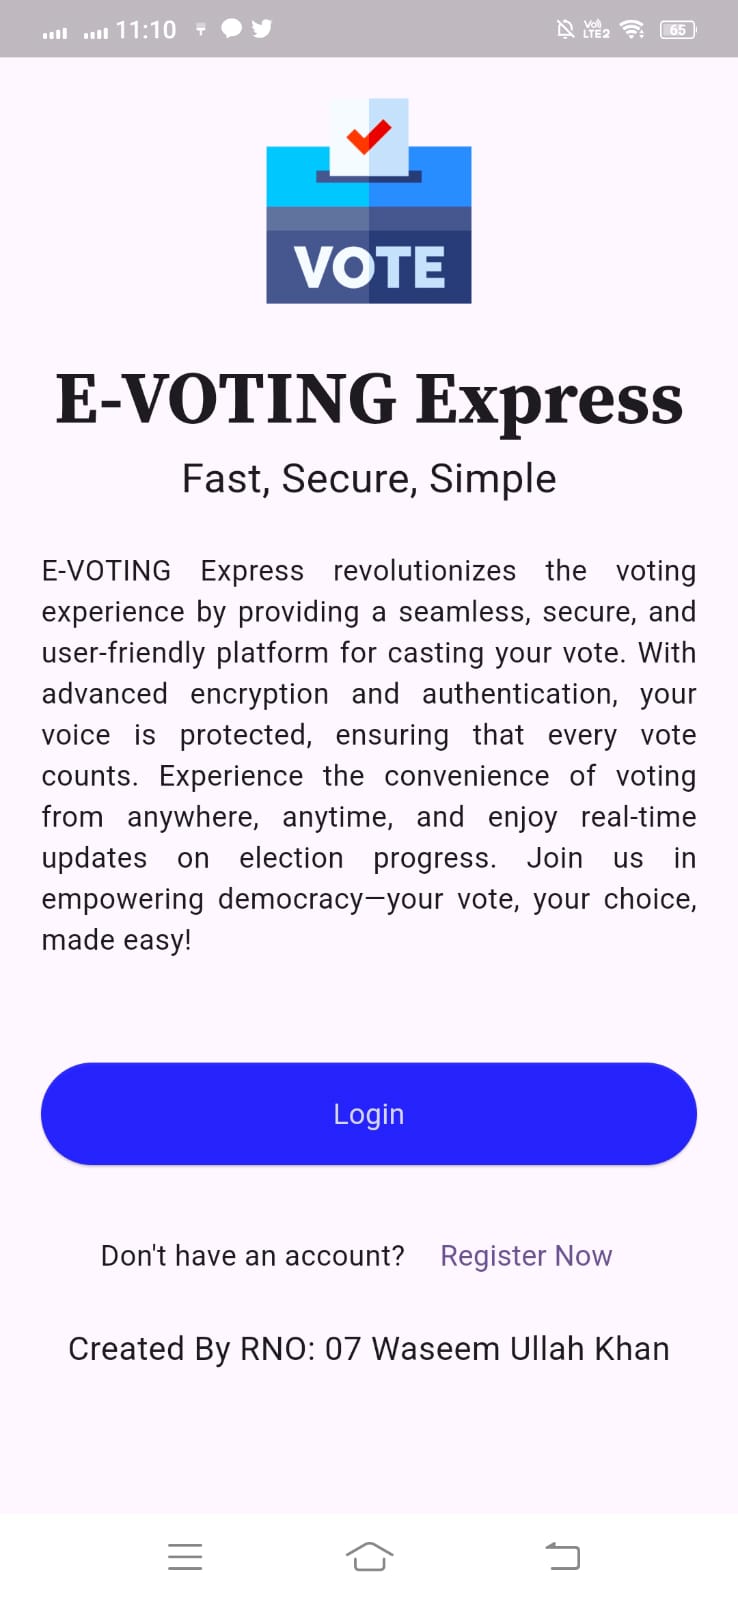 11:10
Vo)) LTE2
65
VOTE
E-VOTING Express
Fast, Secure, Simple
E-VOTING Express revolutionizes the voting
experience by providing a seamless, secure, and
user-friendly platform for casting your vote. With
advanced encryption and authentication, your
voice is protected, ensuring that every vote
counts. Experience the convenience of voting
from anywhere, anytime, and enjoy real-time
updates on election progress. Join us in
empowering democracy—your vote, your choice,
made easy!
Login
Don't have an account? Register Now
Created By RNO: 07 Waseem Ullah Khan